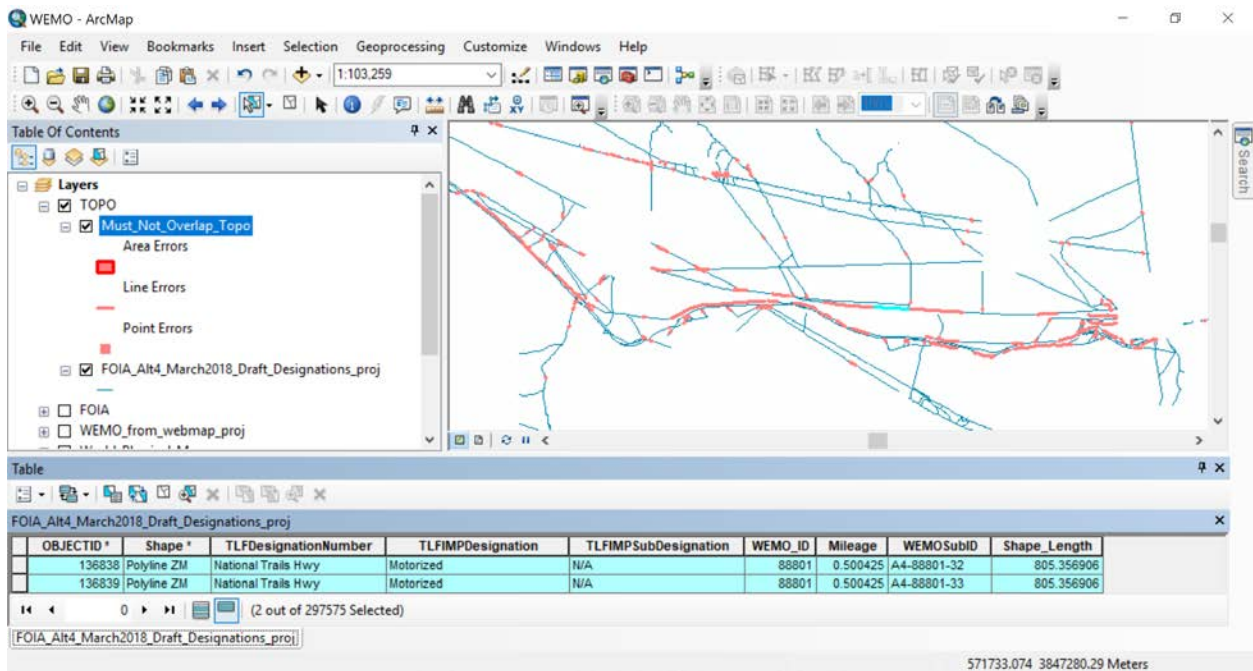 WEMO - ArcMap
File Edit View Bookmarks Insert Selection Geoprocessing Customize Windows Help
1:103,259
Table Of Contents
Layers
TOPO
Must_Not_Overlap_Topo
Area Errors
Line Errors
Point Errors
FOIA_Alt4_March2018_Draft_Designations_proj
FOIA
WEMO_from_webmap_proj
Search
Table
FOIA_Alt4_March2018_Draft_Designations_proj
OBJECTID * Shape * TLFDesignationNumber TLFIMPDesignation TLFIMPSubDesignation WEMO_ID Mileage WEMOSubID Shape_Length
136838 Polyline ZM National Trails Hwy Motorized N/A 88801 0.500425 A4-88801-32 805.356906
136839 Polyline ZM National Trails Hwy Motorized N/A 88801 0.500425 A4-88801-33 805.356906
0 (2 out of 297575 Selected)
FOIA_Alt4_March2018_Draft_Designations_proj
571733.074 3847280.29 Meters